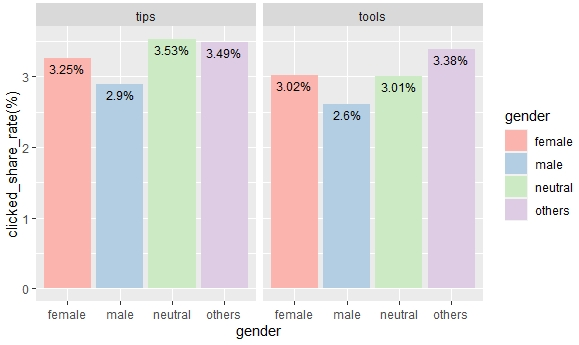 tips tools
clicked_share_rate(%)
3
2
1
0
3.25% 2.9% 3.53% 3.49%
3.02% 2.6% 3.01% 3.38%
female male neutral others
female male neutral others
gender
gender
female
male
neutral
others